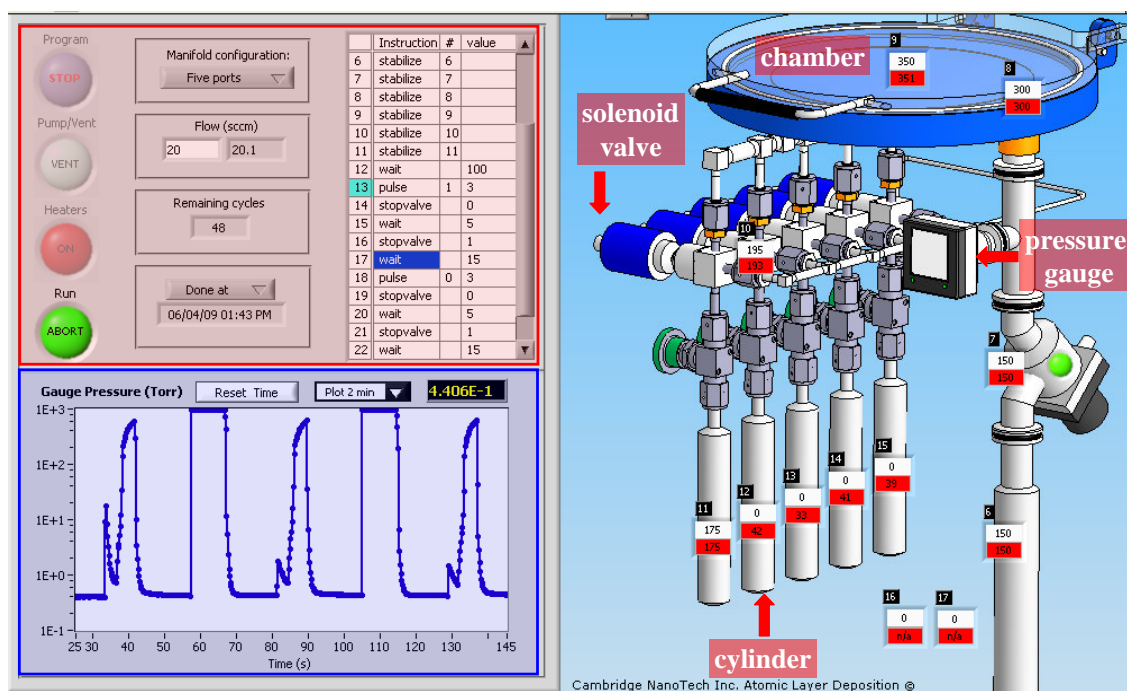 Program
STOP
Pump/Vent
VENT
Heaters
ON
Run
ABORT
Manifold configuration:
Five ports
Flow (sccm)
20 20.1
Remaining cycles
48
Done at
06/04/09 01:43 PM
Instruction # value
6 stabilize 6
7 stabilize 7
8 stabilize 8
9 stabilize 9
10 stabilize 10
11 stabilize 11
12 wait 100
13 pulse 1 3
14 stopvalve 0
15 wait 5
16 stopvalve 1
17 wait 15
18 pulse 0 3
19 stopvalve 0
20 wait 5
21 stopvalve 1
22 wait 15
Gauge Pressure (Torr) Reset Time Plot 2 min 4.406E-1
1E+3
1E+2
1E+1
1E+0
1E-1
25 30 40 50 60 70 80 90 100 110 120 130 145
Time (s)
chamber
solenoid
valve
pressure
gauge
cylinder
9
350
351
8
300
300
10
195
193
7
150
150
6
150
150
11
175
175
12
0
42
13
0
33
14
0
41
15
0
39
16
0
n/a
17
0
n/a
Cambridge NanoTech Inc. Atomic Layer Deposition ©